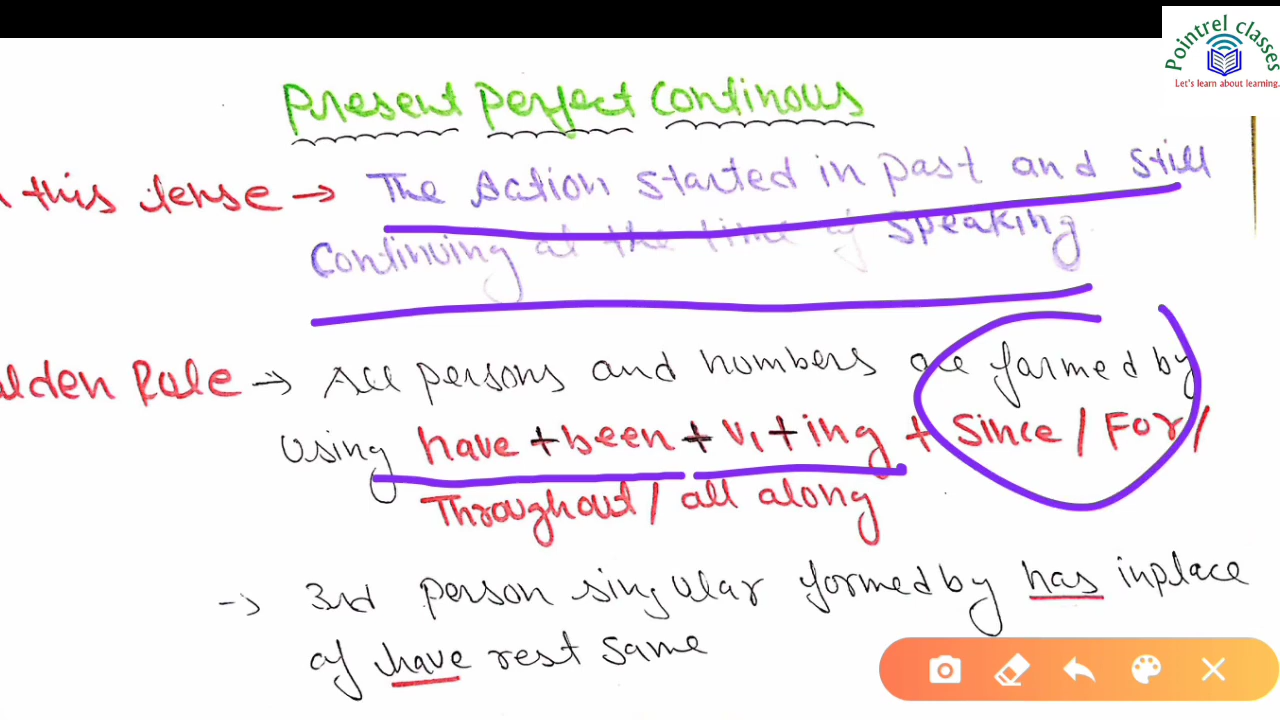 Pointrel classes
Let's learn about learning.
Present Perfect Continous
n this tense → The Action started in past and still
Continuing at the time of speaking
olden Rule → All persons and numbers are formed by
using have + been + V1 + ing + Since / For /
Throughout / all along
→ 3rd person singular formed by has inplace
of have rest same